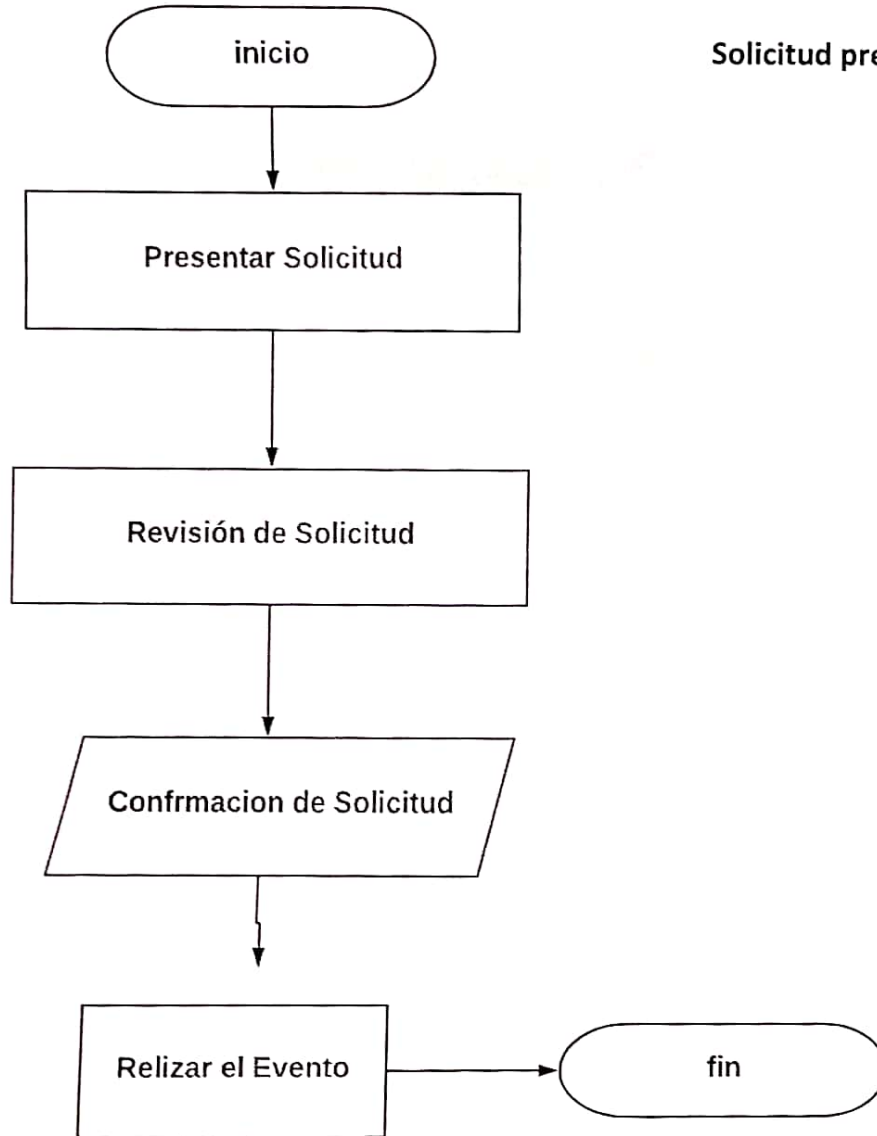 inicio
Solicitud pre
Presentar Solicitud
Revisión de Solicitud
Confrmacion de Solicitud
Relizar el Evento
fin